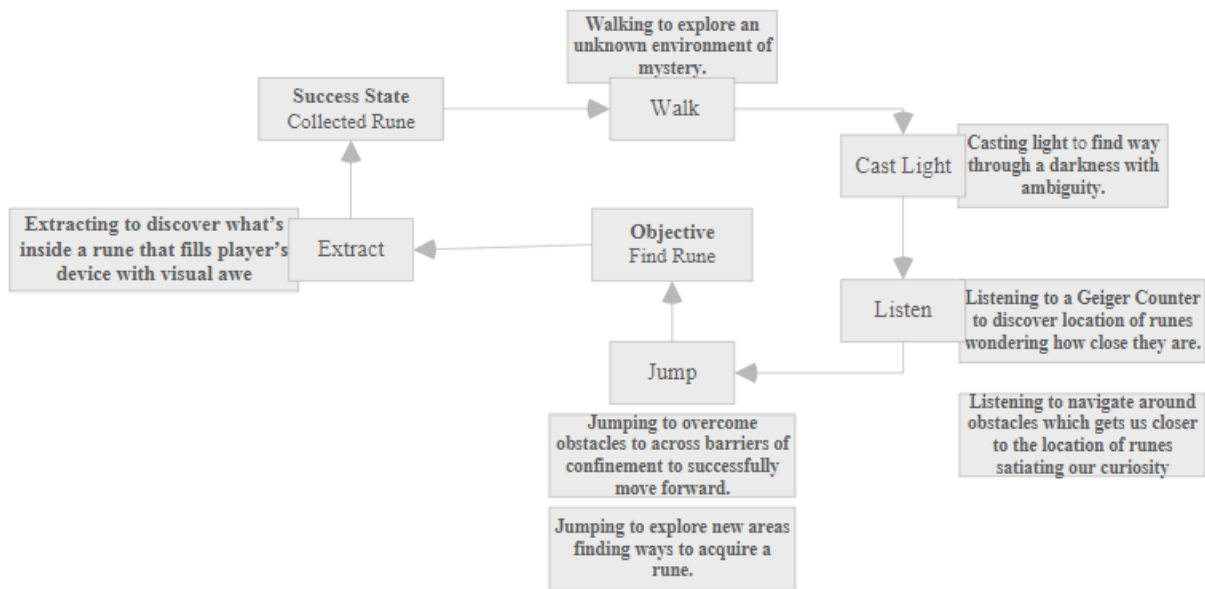 Walking to explore an
unknown environment of
mystery.
Walk
Success State
Collected Rune
Cast Light
Casting light to find way
through a darkness with
ambiguity.
Extracting to discover what's
inside a rune that fills player's
device with visual awe
Extract
Objective
Find Rune
Listen
Listening to a Geiger Counter
to discover location of runes
wondering how close they are.
Jump
Jumping to overcome
obstacles to across barriers of
confinement to successfully
move forward.
Listening to navigate around
obstacles which gets us closer
to the location of runes
satiating our curiosity
Jumping to explore new areas
finding ways to acquire a
rune.